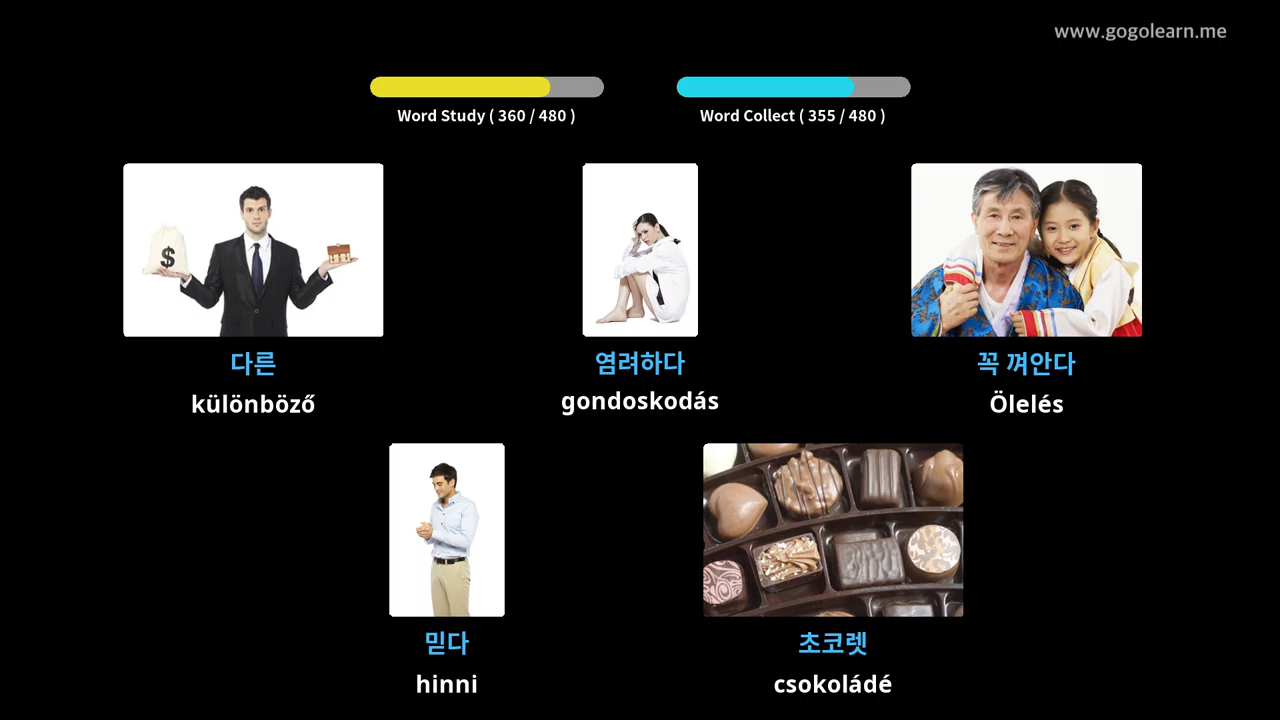 www.gogolearn.me
Word Study ( 360 / 480 )
Word Collect ( 355 / 480 )
$
다른
염려하다
꼭 껴안다
különböző
gondoskodás
Ölelés
믿다
초코렛
hinni
csokoládé